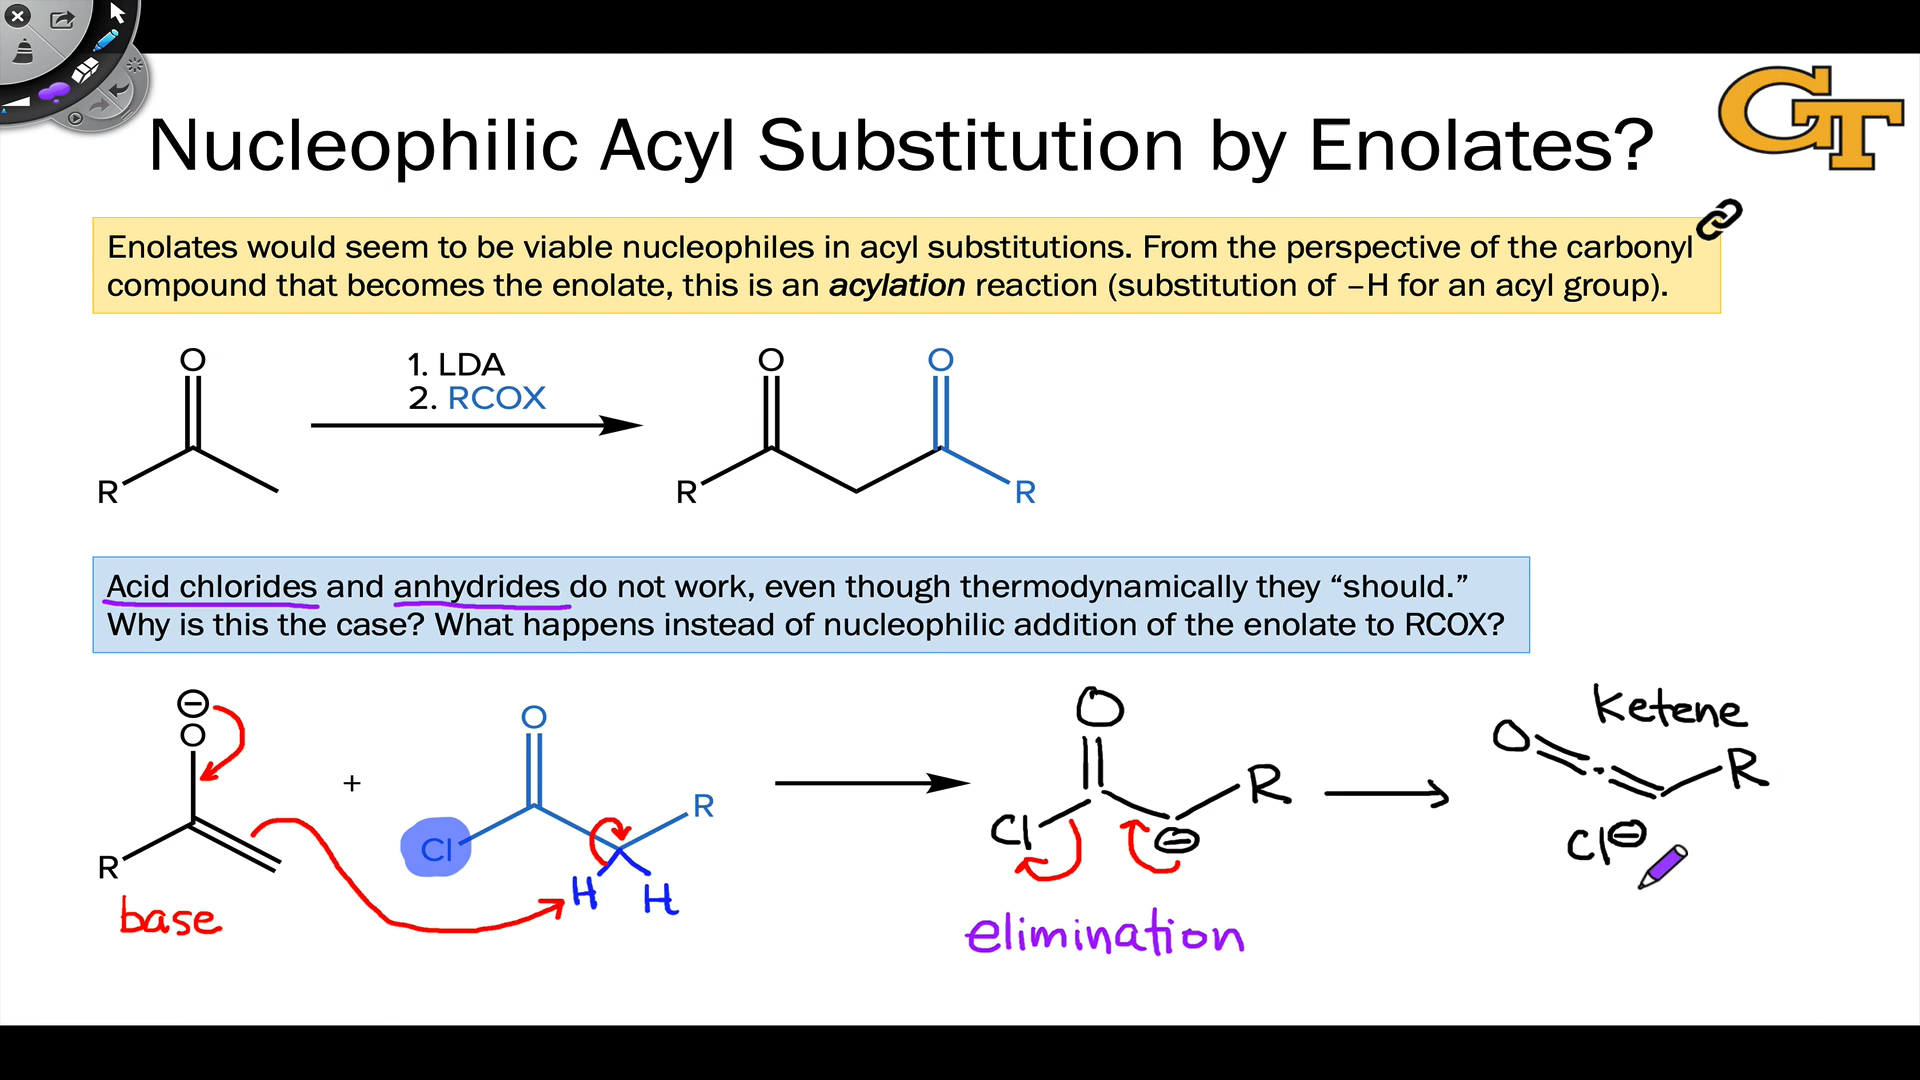 Nucleophilic Acyl Substitution by Enolates?
GT
Enolates would seem to be viable nucleophiles in acyl substitutions. From the perspective of the carbonyl
compound that becomes the enolate, this is an acylation reaction (substitution of –H for an acyl group).
O
R
1. LDA
2. RCOX
O O
R R
Acid chlorides and anhydrides do not work, even though thermodynamically they “should.”
Why is this the case? What happens instead of nucleophilic addition of the enolate to RCOX?
⊖
O
R
base
+
O
Cl
R
H H
O
Cl
R
⊖
elimination
Ketene
O
R
Cl⊖